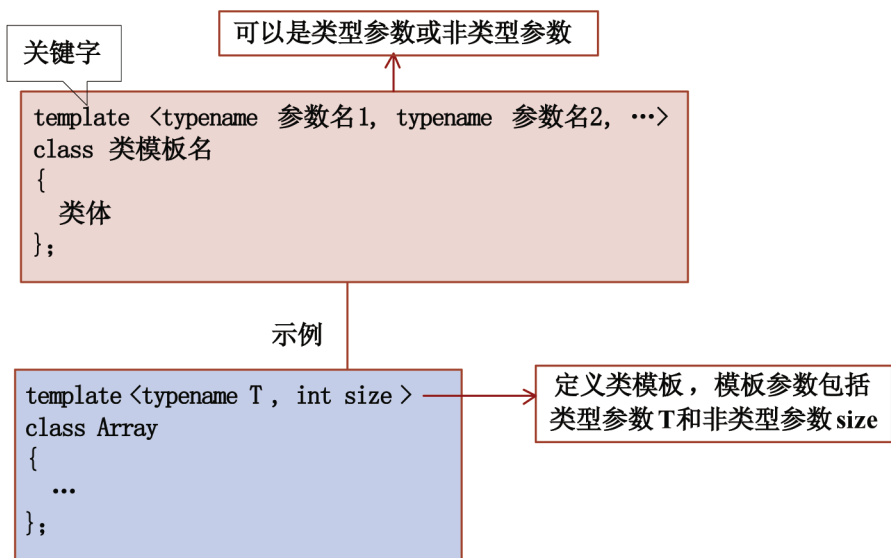 可以是类型参数或非类型参数
关键字
template <typename 参数名1, typename 参数名2, …>
class 类模板名
{
类体
};
示例
template <typename T , int size >
class Array
{
…
};
定义类模板，模板参数包括
类型参数T和非类型参数size